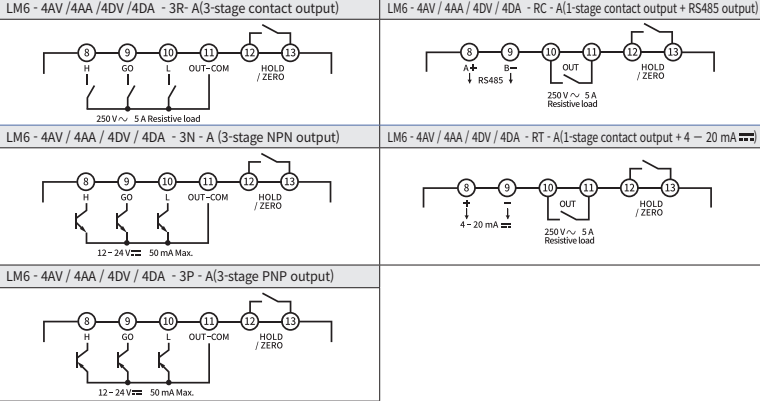 LM6 - 4AV /4AA /4DV /4DA - 3R- A(3-stage contact output)
8 9 10 11 12 13
H GO L OUT-COM HOLD
/ ZERO
250 V ～ 5 A Resistive load
LM6 - 4AV / 4AA / 4DV / 4DA - RC - A(1-stage contact output + RS485 output)
8 9 10 11 12 13
A+ B− OUT HOLD
/ ZERO
↓ RS485 ↓
250 V ～ 5 A
Resistive load
LM6 - 4AV / 4AA / 4DV / 4DA - 3N - A (3-stage NPN output)
8 9 10 11 12 13
H GO L OUT-COM HOLD
/ ZERO
12 – 24 V⎓ 50 mA Max.
LM6 - 4AV / 4AA / 4DV / 4DA - RT - A(1-stage contact output + 4 － 20 mA ⎓)
8 9 10 11 12 13
+ − OUT HOLD
/ ZERO
4 – 20 mA ⎓
250 V ～ 5 A
Resistive load
LM6 - 4AV / 4AA / 4DV / 4DA - 3P - A(3-stage PNP output)
8 9 10 11 12 13
H GO L OUT-COM HOLD
/ ZERO
12 – 24 V⎓ 50 mA Max.